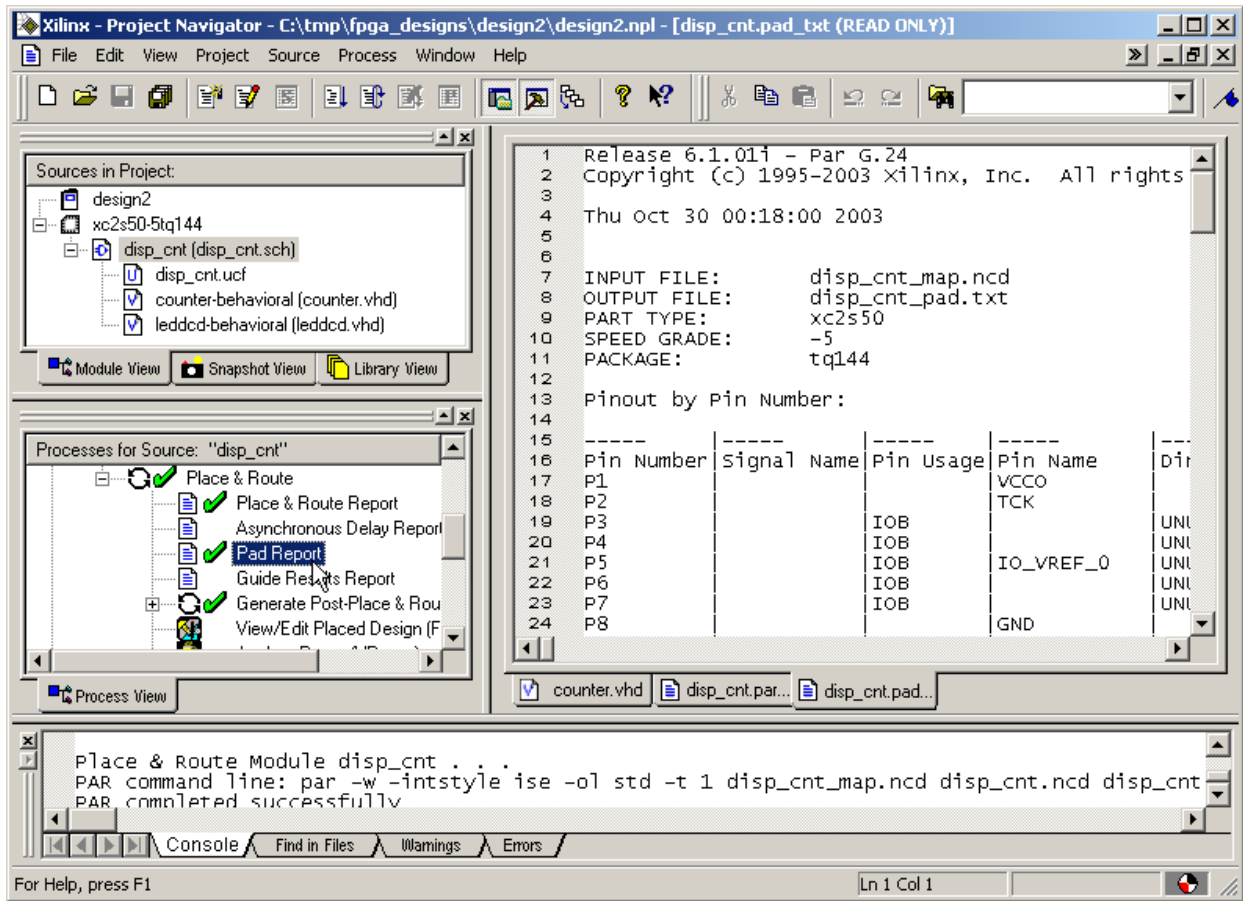 Xilinx - Project Navigator - C:\tmp\fpga_designs\design2\design2.npl - [disp_cnt.pad_txt (READ ONLY)]
File Edit View Project Source Process Window Help
Sources in Project:
design2
xc2s50-5tq144
disp_cnt (disp_cnt.sch)
disp_cnt.ucf
counter-behavioral (counter.vhd)
leddcd-behavioral (leddcd.vhd)
Module View Snapshot View Library View
Processes for Source: "disp_cnt"
Place & Route
Place & Route Report
Asynchronous Delay Report
Pad Report
Guide Results Report
Generate Post-Place & Rou
View/Edit Placed Design (F
Process View
1 Release 6.1.01i - Par G.24
2 Copyright (c) 1995-2003 Xilinx, Inc. All rights
3
4 Thu Oct 30 00:18:00 2003
5
6
7 INPUT FILE: disp_cnt_map.ncd
8 OUTPUT FILE: disp_cnt_pad.txt
9 PART TYPE: xc2s50
10 SPEED GRADE: -5
11 PACKAGE: tq144
12
13 Pinout by Pin Number:
14
15 -----|-----|-----|-----|---
16 Pin Number|Signal Name|Pin Usage|Pin Name|Dir
17 P1| | |VCCO|
18 P2| | |TCK|
19 P3| |IOB| |UNU
20 P4| |IOB| |UNU
21 P5| |IOB|IO_VREF_0|UNU
22 P6| |IOB| |UNU
23 P7| |IOB| |UNU
24 P8| | |GND|
counter.vhd disp_cnt.par... disp_cnt.pad...
Place & Route Module disp_cnt . . .
PAR command line: par -w -intstyle ise -ol std -t 1 disp_cnt_map.ncd disp_cnt.ncd disp_cnt
PAR completed successfully
Console Find in Files Warnings Errors
For Help, press F1
Ln 1 Col 1